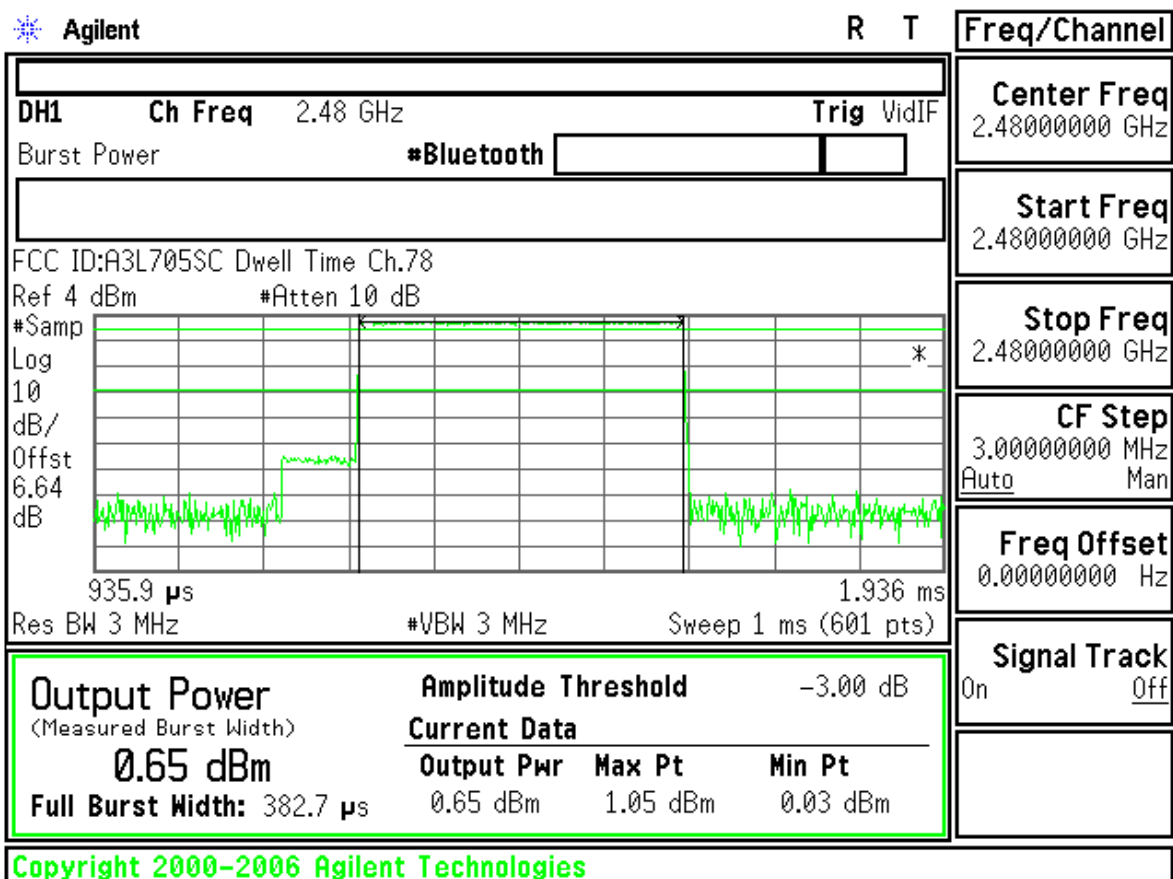 Agilent R T
DH1 Ch Freq 2.48 GHz Trig VidIF
Burst Power #Bluetooth
FCC ID:A3L705SC Dwell Time Ch.78
Ref 4 dBm #Atten 10 dB
#Samp
Log
10
dB/
Offst
6.64
dB
*
935.9 µs 1.936 ms
Res BW 3 MHz #VBW 3 MHz Sweep 1 ms (601 pts)
Output Power
(Measured Burst Width)
0.65 dBm
Full Burst Width: 382.7 µs
Amplitude Threshold -3.00 dB
Current Data
Output Pwr Max Pt Min Pt
0.65 dBm 1.05 dBm 0.03 dBm
Freq/Channel
Center Freq
2.48000000 GHz
Start Freq
2.48000000 GHz
Stop Freq
2.48000000 GHz
CF Step
3.00000000 MHz
Auto Man
Freq Offset
0.00000000 Hz
Signal Track
On Off
Copyright 2000-2006 Agilent Technologies